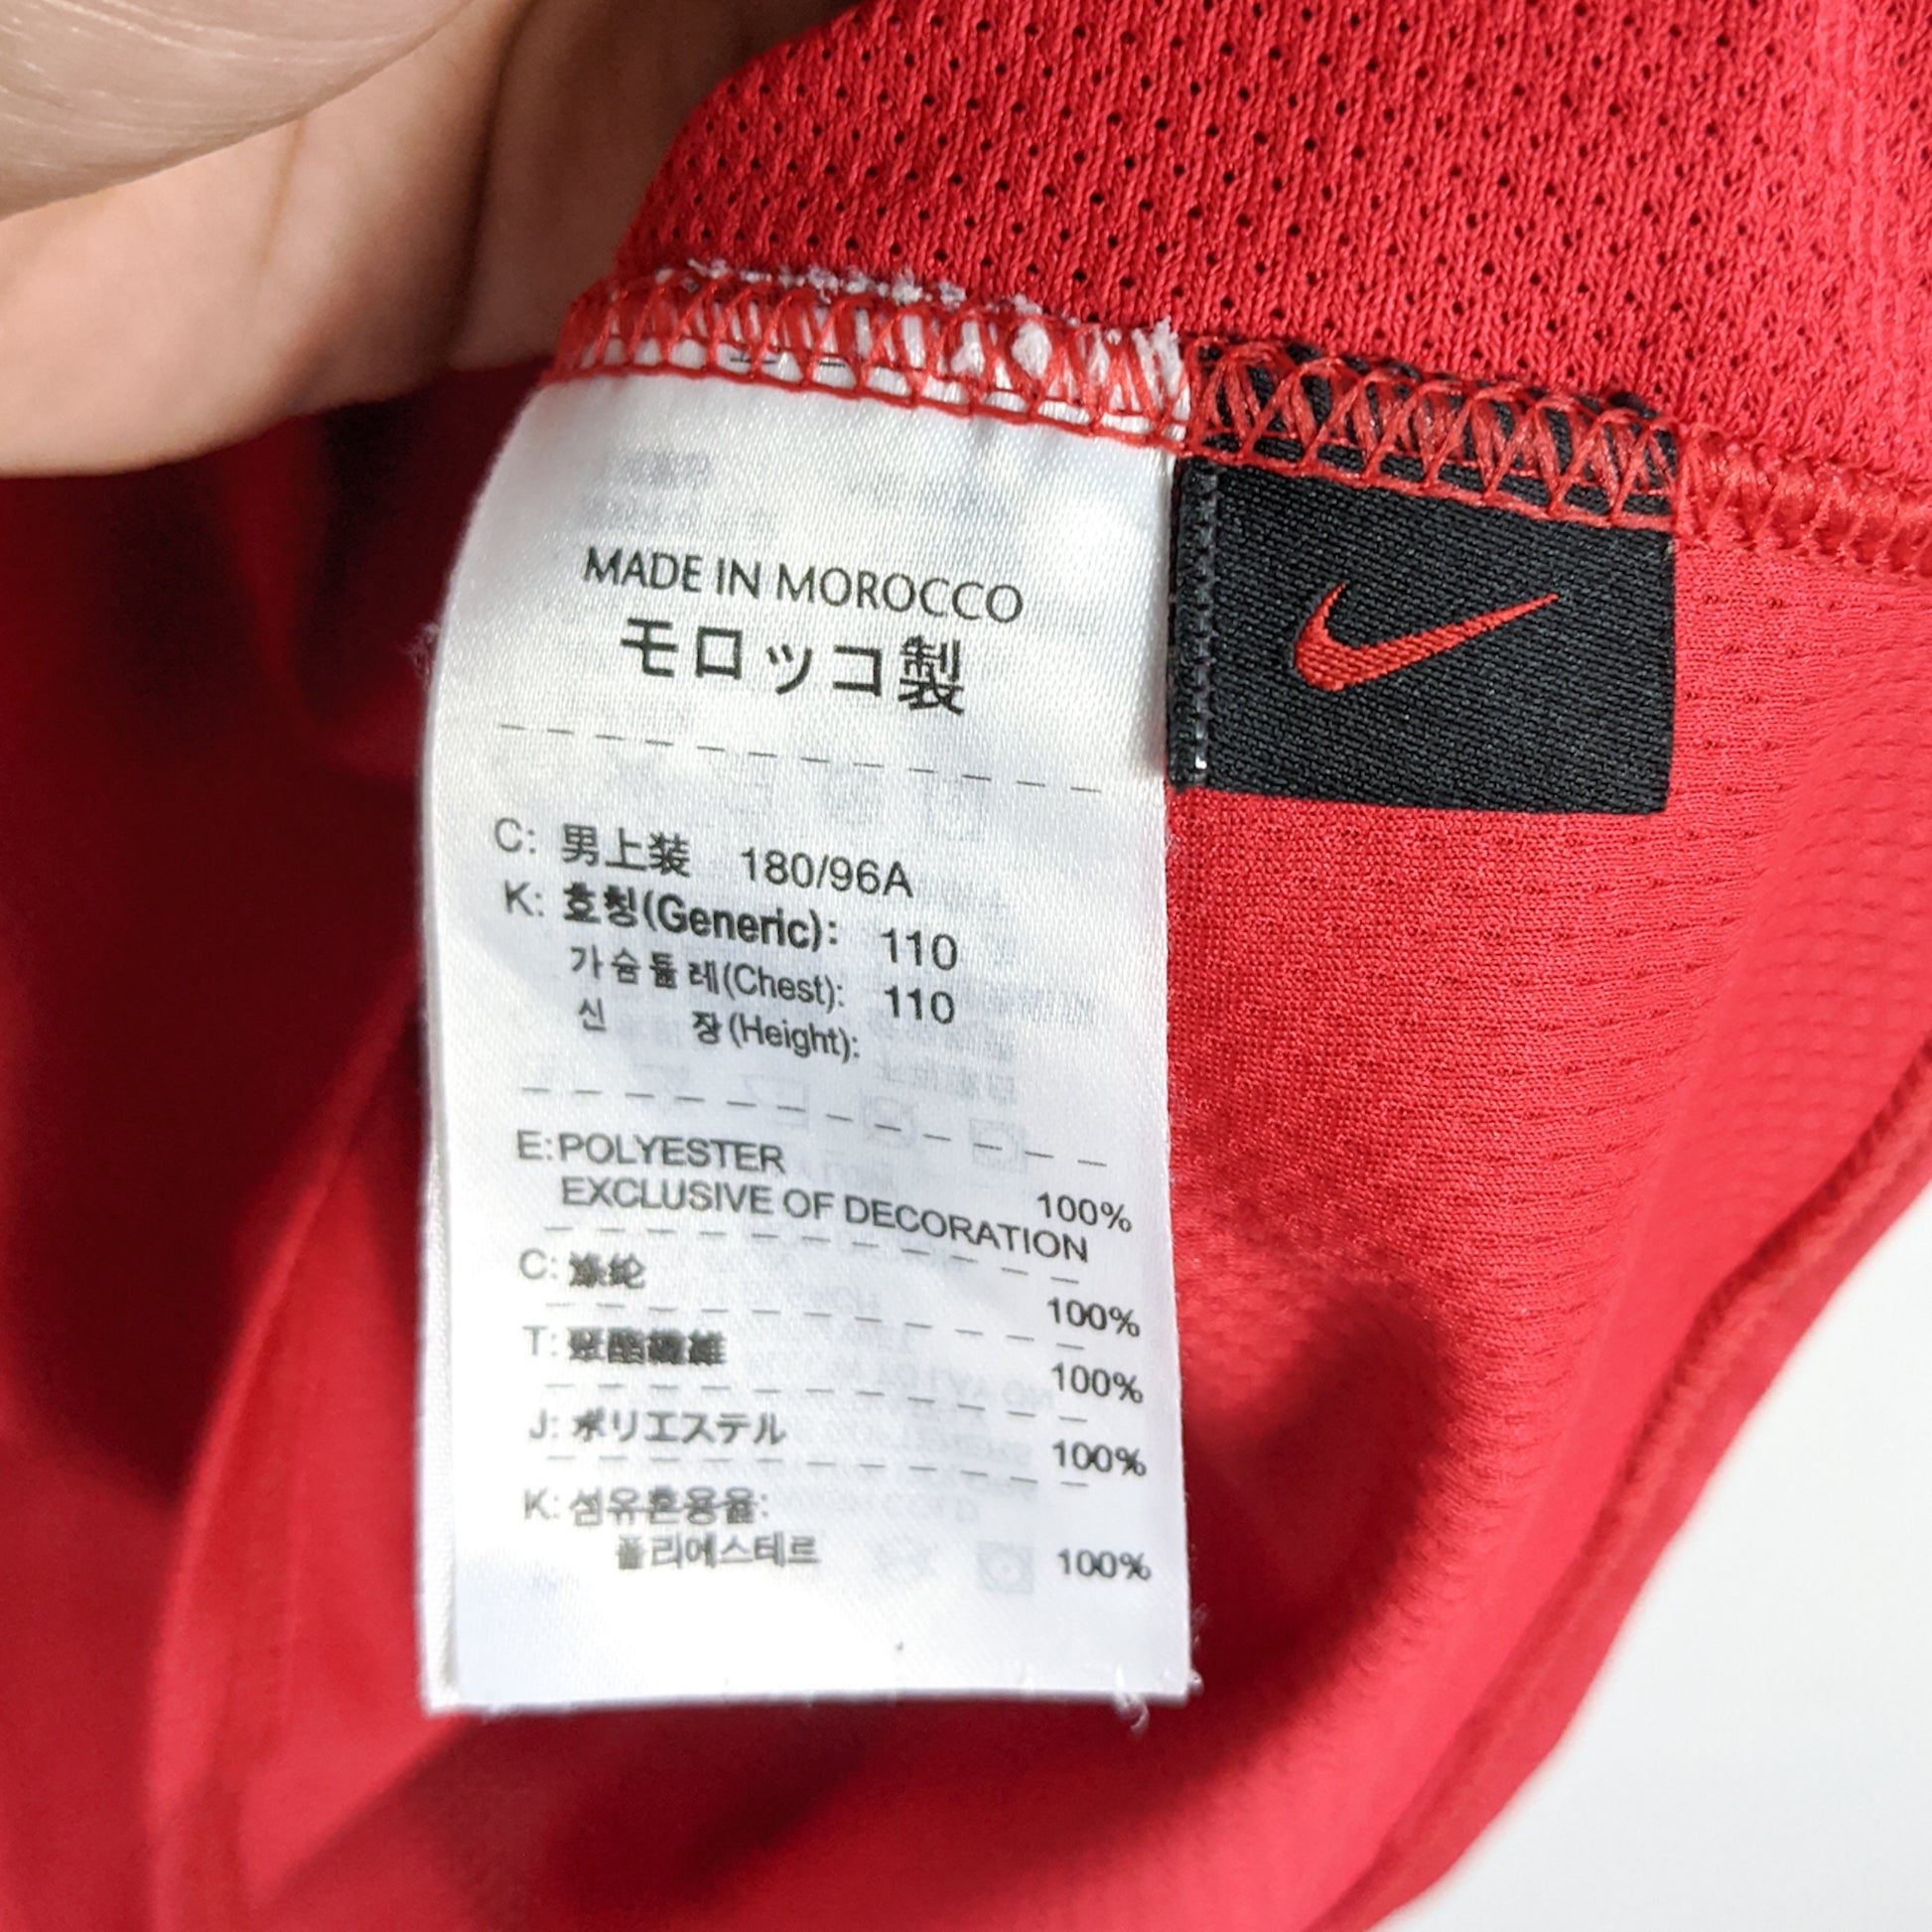 MADE IN MOROCCO
モロッコ製
C: 男上装 180/96A
K: 호칭(Generic): 110
가슴둘레(Chest): 110
신 장(Height):
E: POLYESTER 100%
EXCLUSIVE OF DECORATION
C: 涤纶 100%
T: 聚酯纖維 100%
J: ポリエステル 100%
K: 섬유혼용율:
폴리에스테르 100%